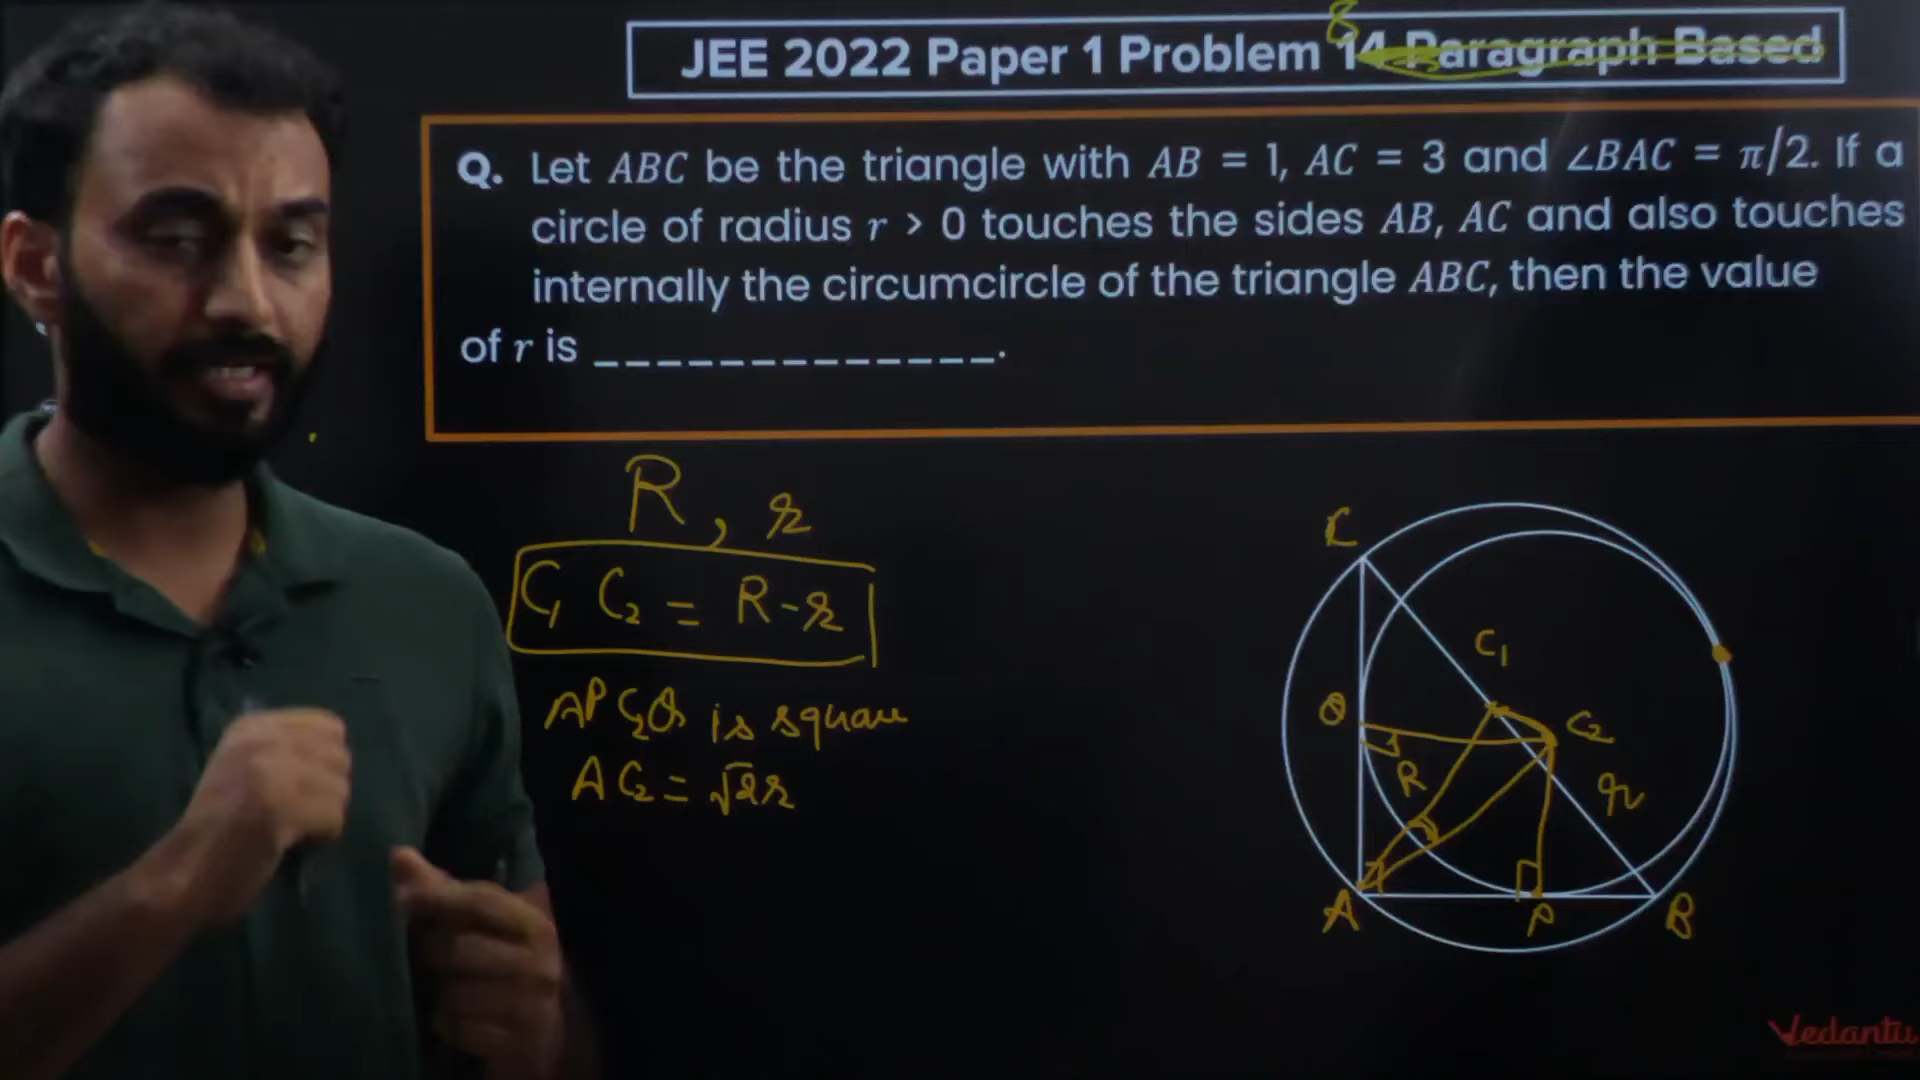 8
JEE 2022 Paper 1 Problem 14 Paragraph Based
Q. Let ABC be the triangle with AB = 1, AC = 3 and ∠BAC = π/2. If a
circle of radius r > 0 touches the sides AB, AC and also touches
internally the circumcircle of the triangle ABC, then the value
of r is _____________.
R, r
C₁ C₂ = R - r
APC₂Q is square
AC₂ = √2r
C
C₁
Q
C₂
R
r
A
P
B
Vedantu